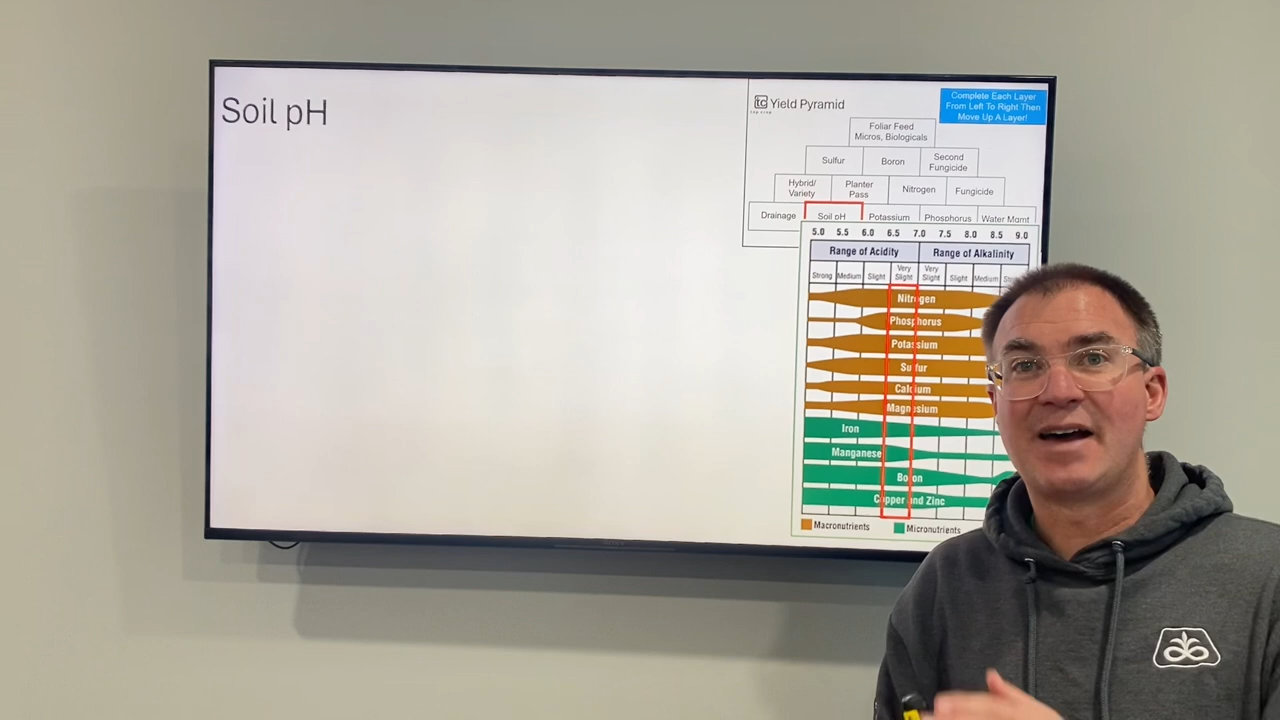 Soil pH
tc Yield Pyramid
top crop
Complete Each Layer
From Left To Right Then
Move Up A Layer!
Foliar Feed
Micros, Biologicals
Sulfur
Boron
Second
Fungicide
Hybrid/
Variety
Planter
Pass
Nitrogen
Fungicide
Drainage
Soil pH
Potassium
Phosphorus
Water Mgmt
5.0 5.5 6.0 6.5 7.0 7.5 8.0 8.5 9.0
Range of Acidity
Range of Alkalinity
Strong
Medium
Slight
Very
Slight
Very
Slight
Slight
Medium
Nitrogen
Phosphorus
Potassium
Sulfur
Calcium
Magnesium
Iron
Manganese
Boron
Copper and Zinc
Macronutrients
Micronutrients